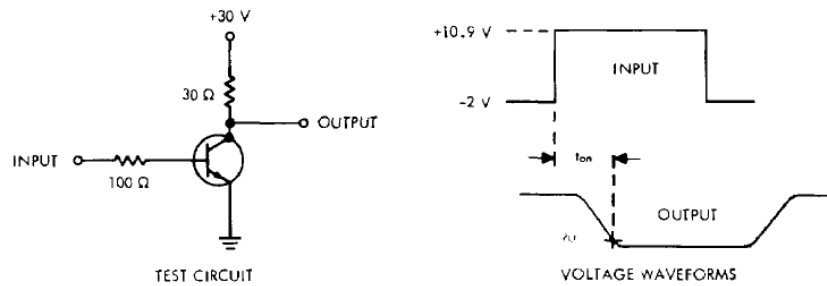 +30 V
30 Ω
OUTPUT
INPUT
100 Ω
TEST CIRCUIT
+10.9 V
INPUT
-2 V
ton
OUTPUT
VOLTAGE WAVEFORMS